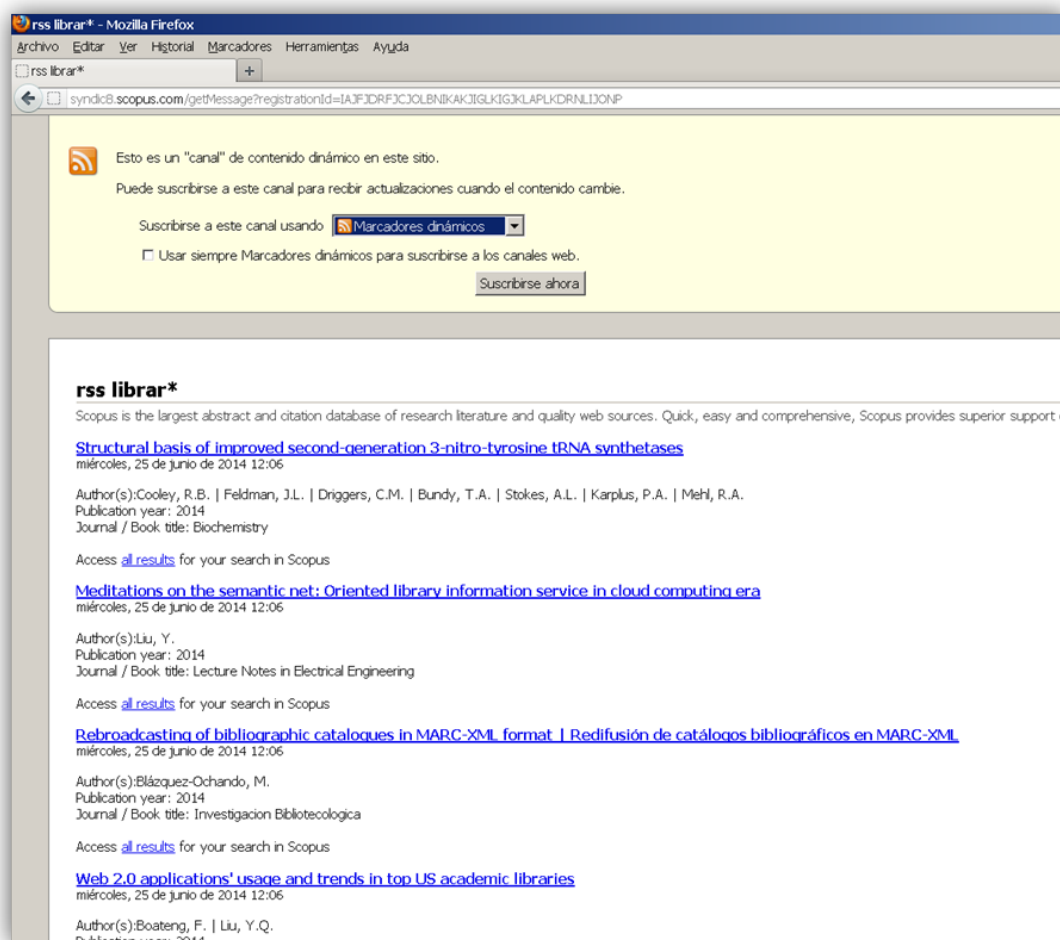 rss librar* - Mozilla Firefox
Archivo Editar Ver Historial Marcadores Herramientas Ayuda
rss librar* +
syndic8.scopus.com/getMessage?registrationId=IAJFJDRFJCJOLBNIKAKJIGLKIGJKLAPLKDRNLIJONP
Esto es un "canal" de contenido dinámico en este sitio.
Puede suscribirse a este canal para recibir actualizaciones cuando el contenido cambie.
Suscribirse a este canal usando Marcadores dinámicos
Usar siempre Marcadores dinámicos para suscribirse a los canales web.
Suscribirse ahora
rss librar*
Scopus is the largest abstract and citation database of research literature and quality web sources. Quick, easy and comprehensive, Scopus provides superior support
Structural basis of improved second-generation 3-nitro-tyrosine tRNA synthetases
miércoles, 25 de junio de 2014 12:06
Author(s):Cooley, R.B. | Feldman, J.L. | Driggers, C.M. | Bundy, T.A. | Stokes, A.L. | Karplus, P.A. | Mehl, R.A.
Publication year: 2014
Journal / Book title: Biochemistry
Access all results for your search in Scopus
Meditations on the semantic net: Oriented library information service in cloud computing era
miércoles, 25 de junio de 2014 12:06
Author(s):Liu, Y.
Publication year: 2014
Journal / Book title: Lecture Notes in Electrical Engineering
Access all results for your search in Scopus
Rebroadcasting of bibliographic catalogues in MARC-XML format | Redifusión de catálogos bibliográficos en MARC-XML
miércoles, 25 de junio de 2014 12:06
Author(s):Blázquez-Ochando, M.
Publication year: 2014
Journal / Book title: Investigacion Bibliotecologica
Access all results for your search in Scopus
Web 2.0 applications' usage and trends in top US academic libraries
miércoles, 25 de junio de 2014 12:06
Author(s):Boateng, F. | Liu, Y.Q.
Publication year: 2014